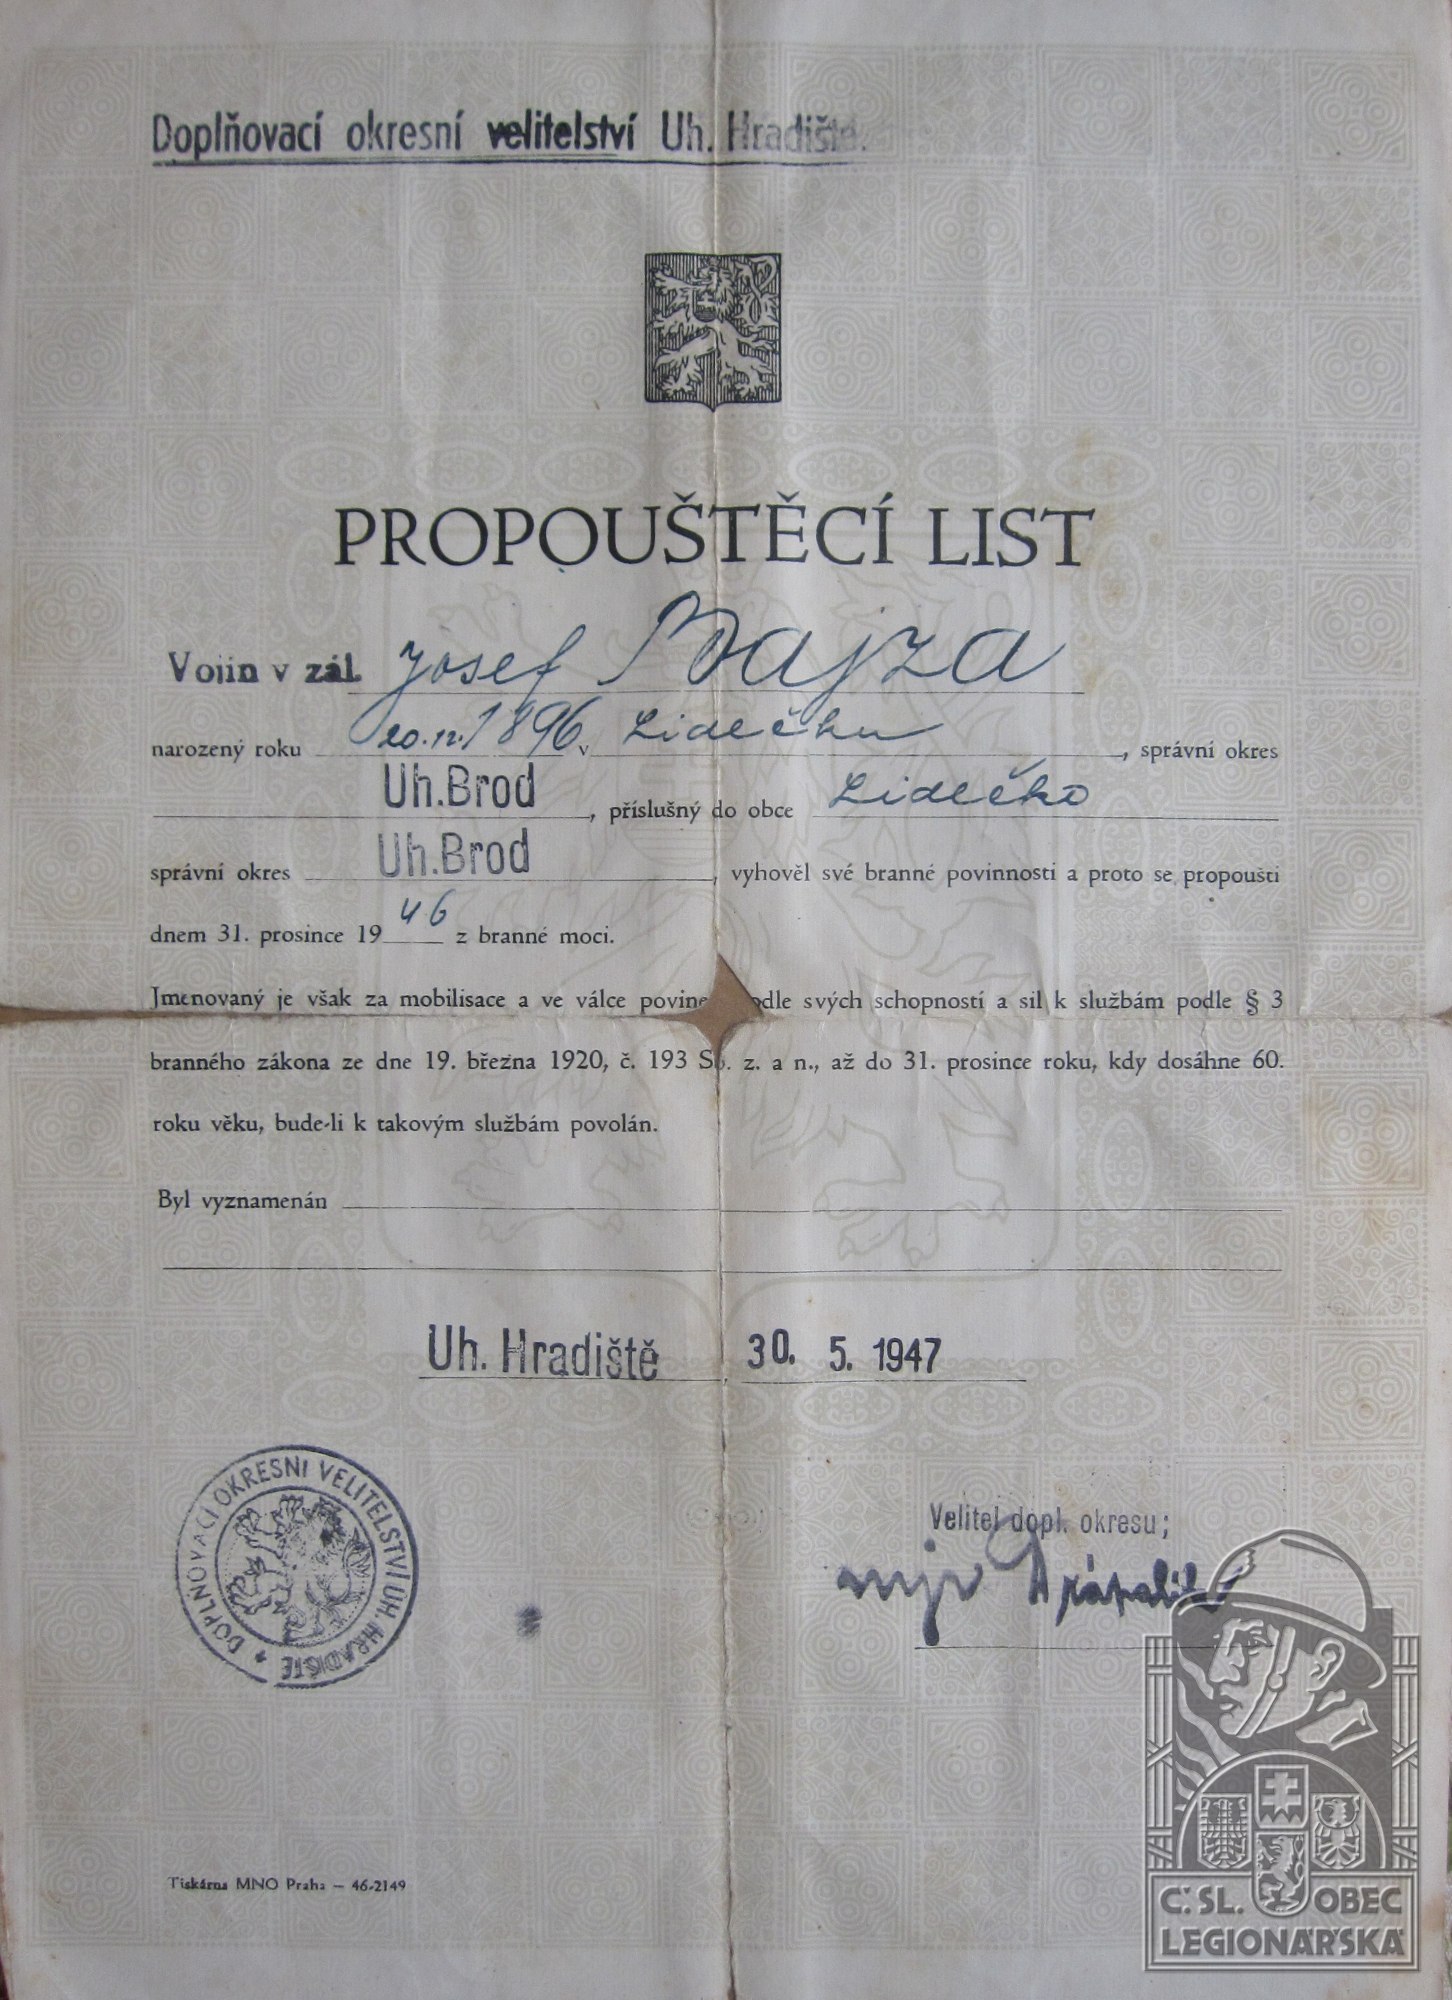 Doplňovací okresní velitelství Uh. Hradiště.
PROPOUŠTĚCÍ LIST
Vojín v zál. Josef Majza
narozený roku 20.12.1896 v Lidečku, správní okres
Uh.Brod, příslušný do obce Lidečko
správní okres Uh.Brod, vyhověl své branné povinnosti a proto se propouští
dnem 31. prosince 1946 z branné moci.
Jmenovaný je však za mobilisace a ve válce povinen podle svých schopností a sil k službám podle § 3
branného zákona ze dne 19. března 1920, č. 193 Sb. z. a n., až do 31. prosince roku, kdy dosáhne 60.
roku věku, bude-li k takovým službám povolán.
Byl vyznamenán
Uh. Hradiště, 30. 5. 1947
DOPLŇOVACÍ OKRESNÍ VELITELSTVÍ UH. HRADIŠTĚ
Velitel dopl. okresu;
Tiskárna MNO Praha — 46-2149
Č. SL. OBEC
LEGIONÁŘSKÁ